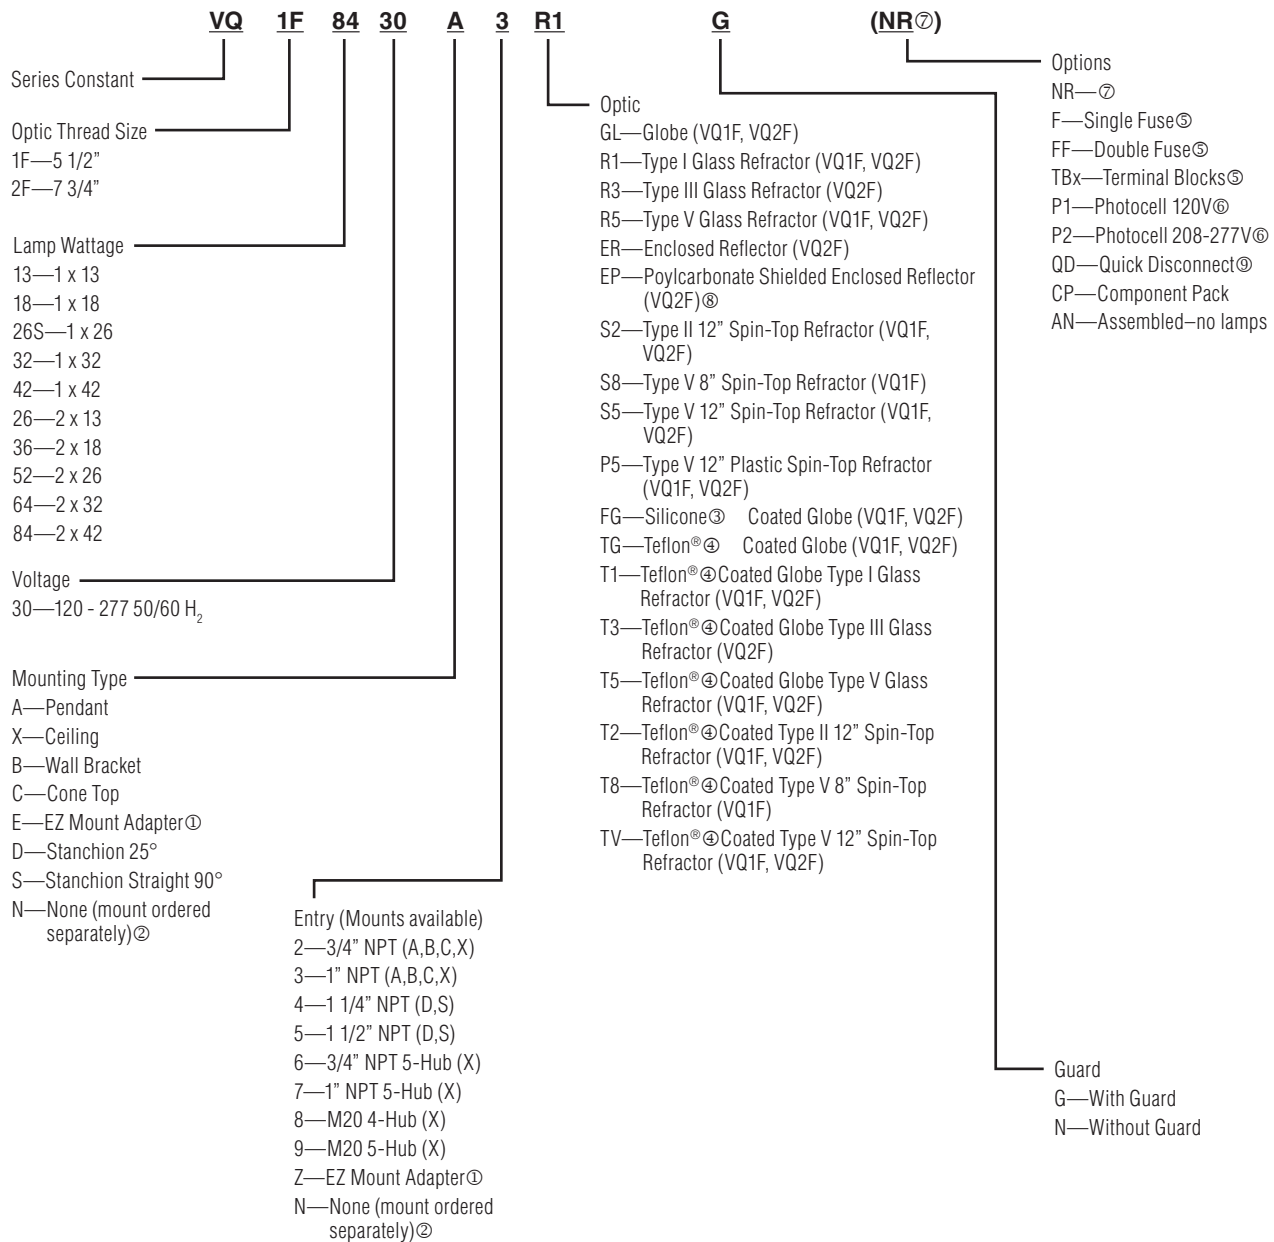 VQ 1F 84 30 A 3 R1 G (NR⑦)
Series Constant
Optic Thread Size
1F—5 1/2”
2F—7 3/4”
Lamp Wattage
13—1 x 13
18—1 x 18
26S—1 x 26
32—1 x 32
42—1 x 42
26—2 x 13
36—2 x 18
52—2 x 26
64—2 x 32
84—2 x 42
Voltage
30—120 - 277 50/60 H2
Mounting Type
A—Pendant
X—Ceiling
B—Wall Bracket
C—Cone Top
E—EZ Mount Adapter①
D—Stanchion 25°
S—Stanchion Straight 90°
N—None (mount ordered
separately)②
Entry (Mounts available)
2—3/4” NPT (A,B,C,X)
3—1” NPT (A,B,C,X)
4—1 1/4” NPT (D,S)
5—1 1/2” NPT (D,S)
6—3/4” NPT 5-Hub (X)
7—1” NPT 5-Hub (X)
8—M20 4-Hub (X)
9—M20 5-Hub (X)
Z—EZ Mount Adapter①
N—None (mount ordered
separately)②
Optic
GL—Globe (VQ1F, VQ2F)
R1—Type I Glass Refractor (VQ1F, VQ2F)
R3—Type III Glass Refractor (VQ2F)
R5—Type V Glass Refractor (VQ1F, VQ2F)
ER—Enclosed Reflector (VQ2F)
EP—Poylcarbonate Shielded Enclosed Reflector
(VQ2F)⑧
S2—Type II 12” Spin-Top Refractor (VQ1F,
VQ2F)
S8—Type V 8” Spin-Top Refractor (VQ1F)
S5—Type V 12” Spin-Top Refractor (VQ1F,
VQ2F)
P5—Type V 12” Plastic Spin-Top Refractor
(VQ1F, VQ2F)
FG—Silicone③ Coated Globe (VQ1F, VQ2F)
TG—Teflon®④ Coated Globe (VQ1F, VQ2F)
T1—Teflon®④Coated Globe Type I Glass
Refractor (VQ1F, VQ2F)
T3—Teflon®④Coated Globe Type III Glass
Refractor (VQ2F)
T5—Teflon®④Coated Globe Type V Glass
Refractor (VQ1F, VQ2F)
T2—Teflon®④Coated Type II 12” Spin-Top
Refractor (VQ1F, VQ2F)
T8—Teflon®④Coated Type V 8” Spin-Top
Refractor (VQ1F)
TV—Teflon®④Coated Type V 12” Spin-Top
Refractor (VQ1F, VQ2F)
Options
NR—⑦
F—Single Fuse⑤
FF—Double Fuse⑤
TBx—Terminal Blocks⑤
P1—Photocell 120V⑥
P2—Photocell 208-277V⑥
QD—Quick Disconnect⑨
CP—Component Pack
AN—Assembled–no lamps
Guard
G—With Guard
N—Without Guard